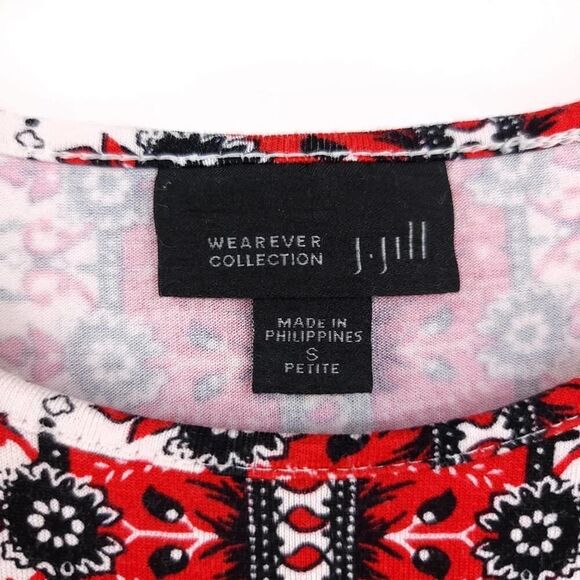 WEAREVER
COLLECTION
J.Jill
MADE IN
PHILIPPINES
S
PETITE